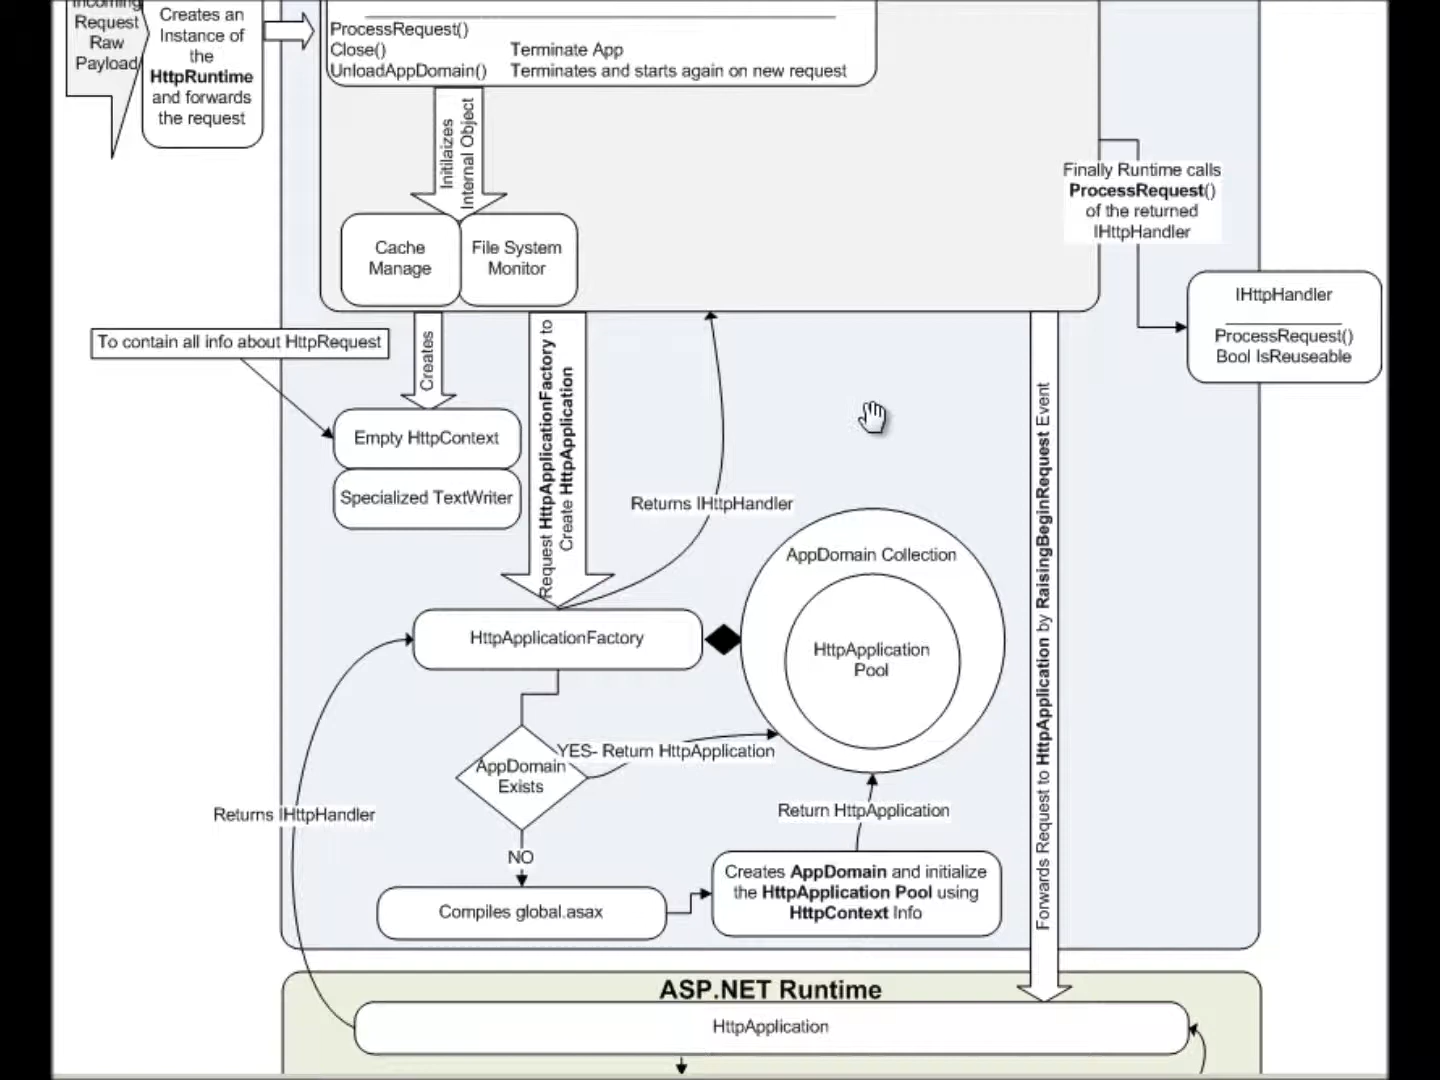 Incoming
Request
Raw
Payload
Creates an
Instance of
the
HttpRuntime
and forwards
the request
ProcessRequest()
Close() Terminate App
UnloadAppDomain() Terminates and starts again on new request
Initilaizes
Internal Object
Cache
Manage
File System
Monitor
Finally Runtime calls
ProcessRequest()
of the returned
IHttpHandler
IHttpHandler
ProcessRequest()
Bool IsReuseable
To contain all info about HttpRequest
Creates
Empty HttpContext
Specialized TextWriter
Request HttpApplicationFactory to
Create HttpApplication
Returns IHttpHandler
AppDomain Collection
HttpApplication
Pool
HttpApplicationFactory
Forwards Request to HttpApplication by RaisingBeginRequest Event
YES- Return HttpApplication
AppDomain
Exists
Returns IHttpHandler
Return HttpApplication
NO
Compiles global.asax
Creates AppDomain and initialize
the HttpApplication Pool using
HttpContext Info
ASP.NET Runtime
HttpApplication